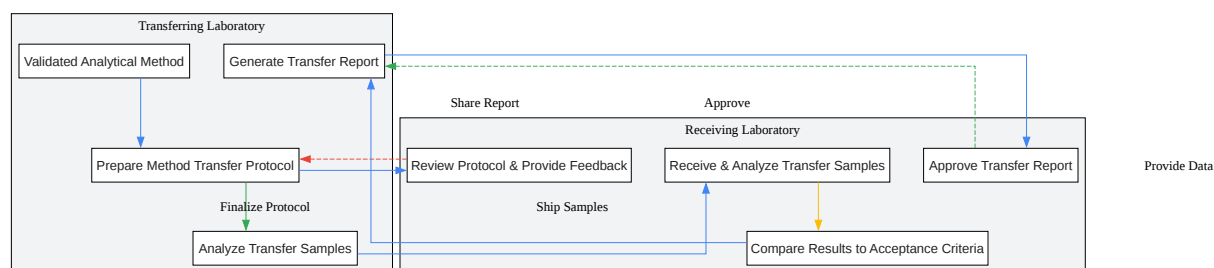 Transferring Laboratory
Validated Analytical Method
Generate Transfer Report
Share Report
Approve
Receiving Laboratory
Prepare Method Transfer Protocol
Review Protocol & Provide Feedback
Receive & Analyze Transfer Samples
Approve Transfer Report
Provide Data
Finalize Protocol
Ship Samples
Analyze Transfer Samples
Compare Results to Acceptance Criteria